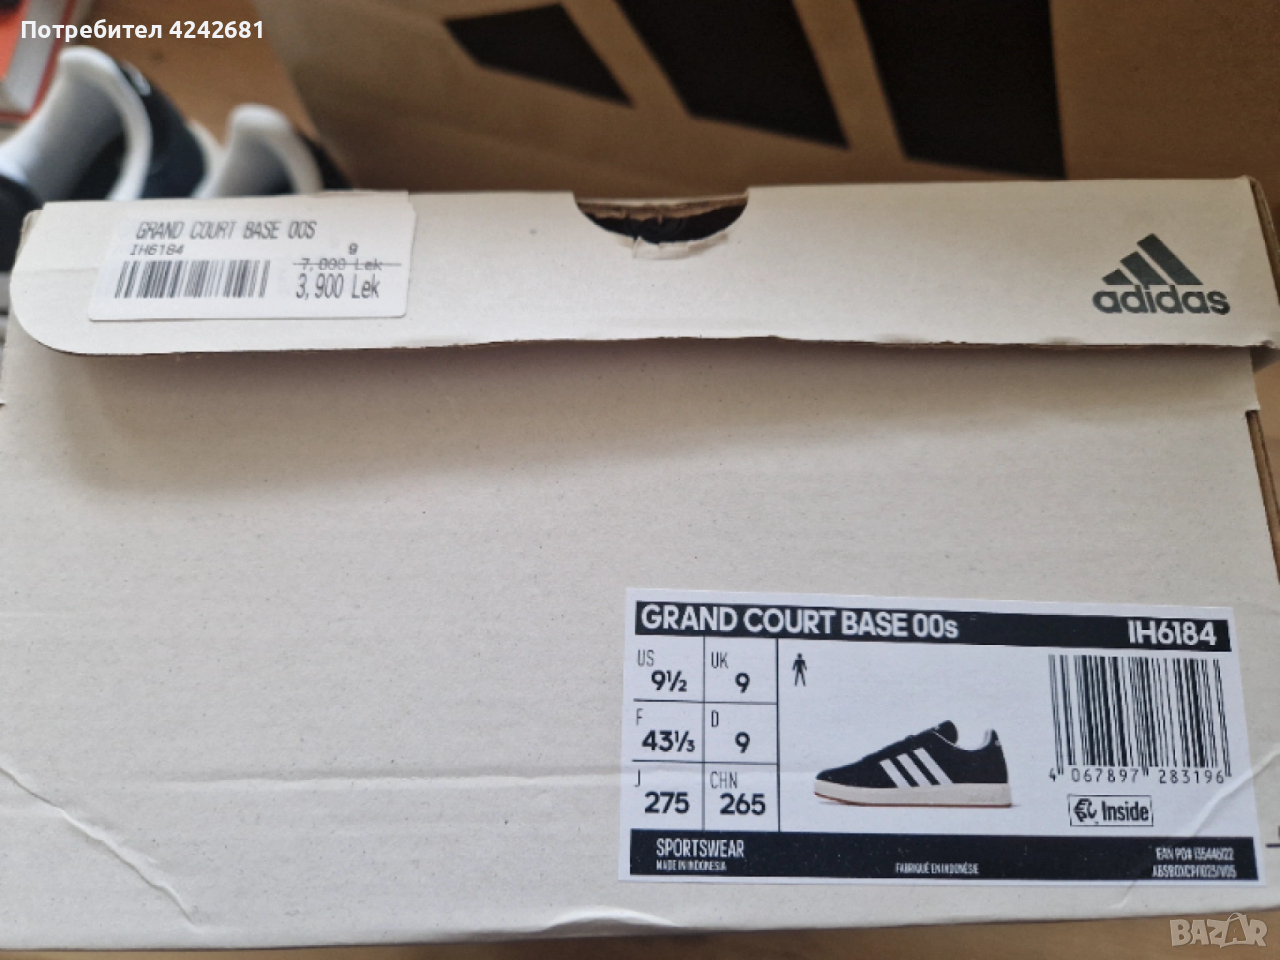 Потребител 4242681
GRAND COURT BASE 00S
IH6184
9
7,000 Lek
3,900 Lek
adidas
GRAND COURT BASE 00s IH6184
US 9½ UK 9
F 43⅓ D 9
J 275 CHN 265
4 067897 283196
Inside
SPORTSWEAR
MADE IN INDONESIA FABRIQUÉ EN INDONÉSIE
BAZAR